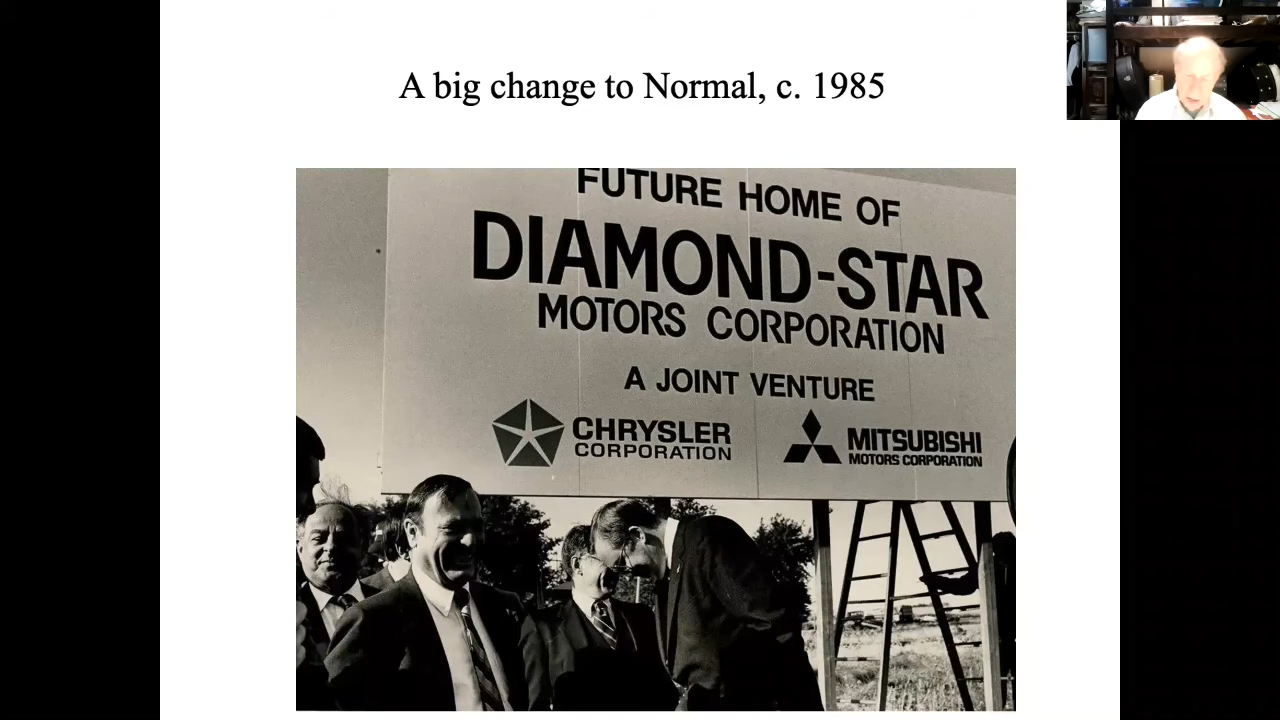 A big change to Normal, c. 1985
FUTURE HOME OF
DIAMOND-STAR
MOTORS CORPORATION
A JOINT VENTURE
CHRYSLER
CORPORATION
MITSUBISHI
MOTORS CORPORATION